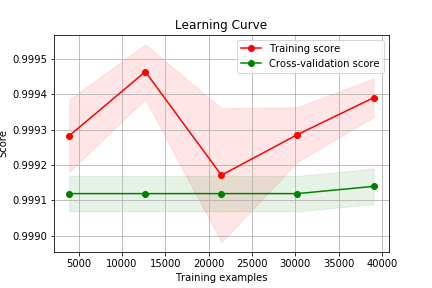 Learning Curve
Training score
Cross-validation score
0.9995
0.9994
0.9993
0.9992
0.9991
0.9990
Score
5000 10000 15000 20000 25000 30000 35000 40000
Training examples